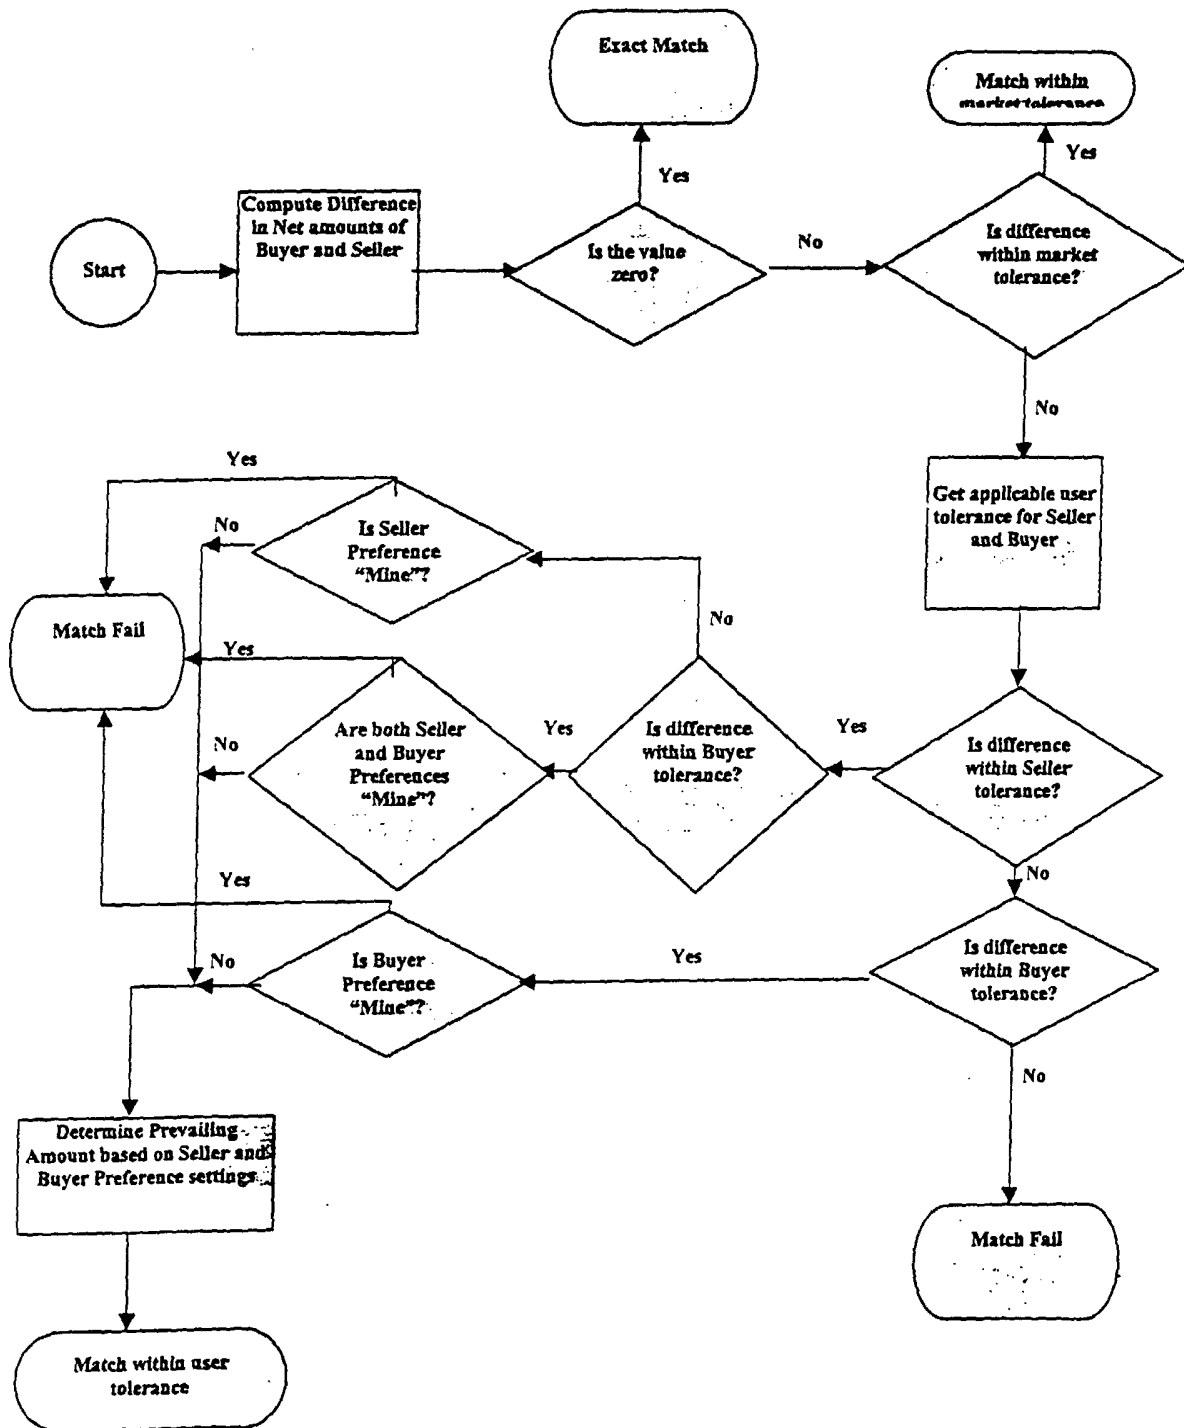 Exact Match
Match within
market tolerance
Yes
Yes
Compute Difference
in Net amounts of
Buyer and Seller
Start
Is the value
zero?
No
Is difference
within market
tolerance?
No
Yes
Get applicable user
tolerance for Seller
and Buyer
No
Is Seller
Preference
“Mine”?
No
Match Fail
Yes
Are both Seller
and Buyer
Preferences
“Mine”?
No
Yes
Is difference
within Buyer
tolerance?
Yes
Is difference
within Seller
tolerance?
No
Yes
Is Buyer
Preference
“Mine”?
No
Yes
Is difference
within Buyer
tolerance?
No
Determine Prevailing
Amount based on Seller and
Buyer Preference settings
Match Fail
Match within user
tolerance